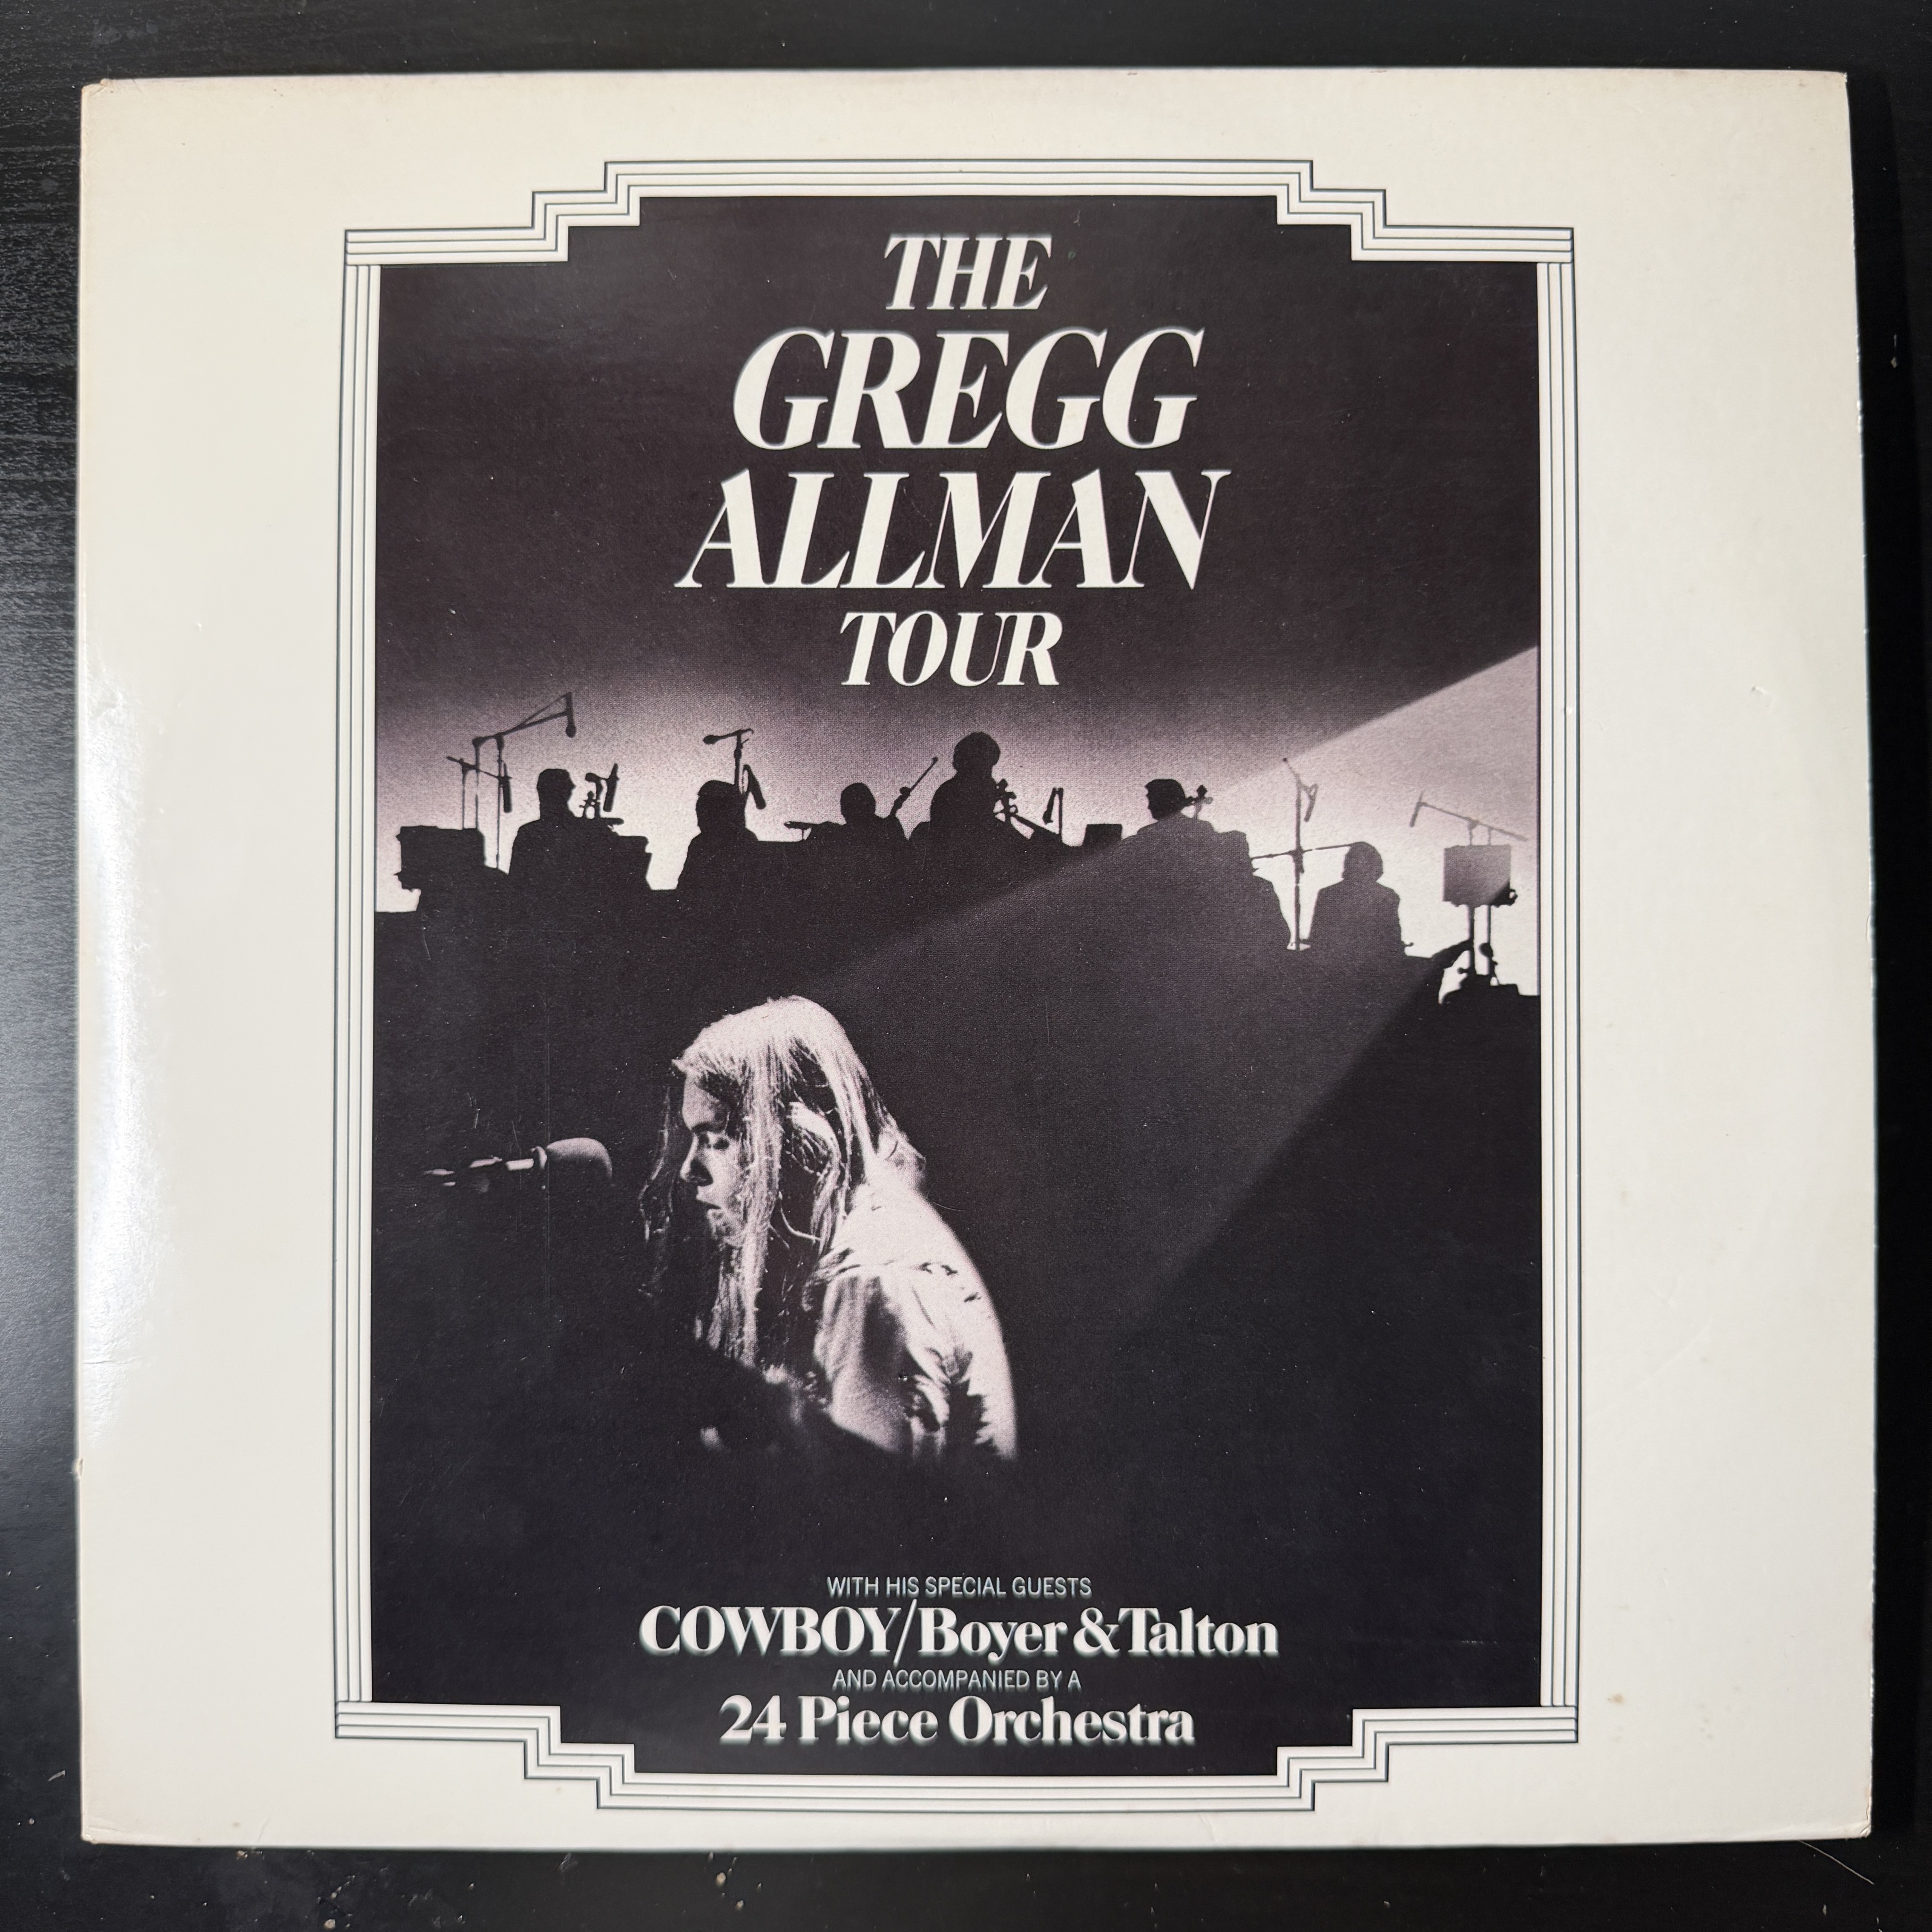 THE
GREGG
ALLMAN
TOUR
WITH HIS SPECIAL GUESTS
COWBOY/Boyer & Talton
AND ACCOMPANIED BY A
24 Piece Orchestra